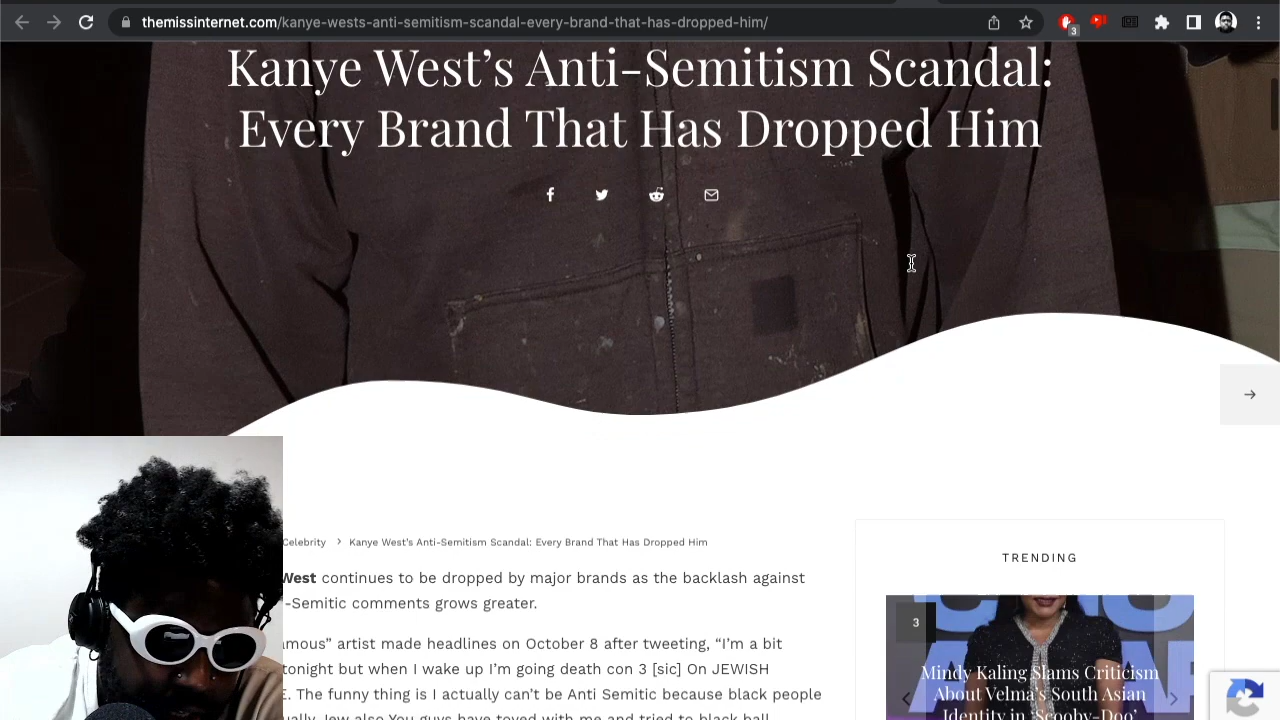 themissinternet.com/kanye-wests-anti-semitism-scandal-every-brand-that-has-dropped-him/
3
Kanye West’s Anti-Semitism Scandal:
Every Brand That Has Dropped Him
Celebrity > Kanye West’s Anti-Semitism Scandal: Every Brand That Has Dropped Him
West continues to be dropped by major brands as the backlash against
-Semitic comments grows greater.
amous” artist made headlines on October 8 after tweeting, “I’m a bit
tonight but when I wake up I’m going death con 3 [sic] On JEWISH
E. The funny thing is I actually can’t be Anti Semitic because black people
ually Jew also You guys have toyed with me and tried to black ball
TRENDING
3
Mindy Kaling Slams Criticism
About Velma’s South Asian
Identity in ‘Scooby-Doo’